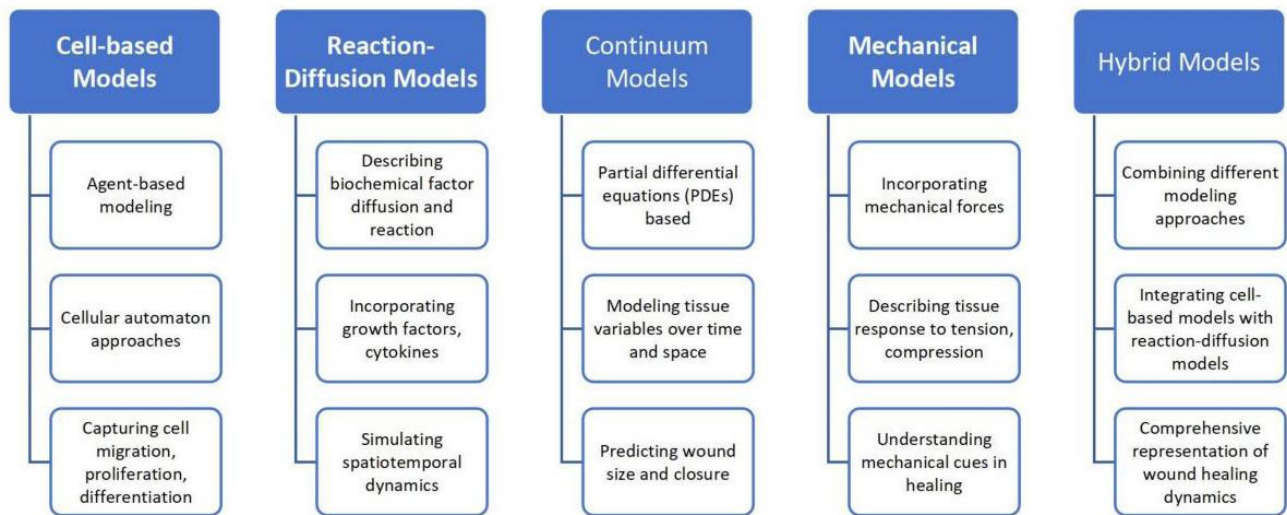 Cell-based
Models
Agent-based
modeling
Cellular automaton
approaches
Capturing cell
migration,
proliferation,
differentiation
Reaction-
Diffusion Models
Describing
biochemical factor
diffusion and
reaction
Incorporating
growth factors,
cytokines
Simulating
spatiotemporal
dynamics
Continuum
Models
Partial differential
equations (PDEs)
based
Modeling tissue
variables over time
and space
Predicting wound
size and closure
Mechanical
Models
Incorporating
mechanical forces
Describing tissue
response to tension,
compression
Understanding
mechanical cues in
healing
Hybrid Models
Combining different
modeling
approaches
Integrating cell-
based models with
reaction-diffusion
models
Comprehensive
representation of
wound healing
dynamics